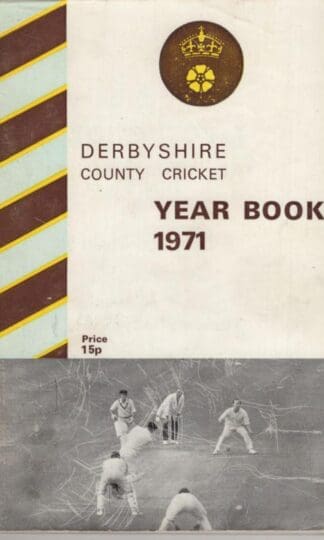 DERBYSHIRE
COUNTY CRICKET
YEAR BOOK
1971
Price
15p